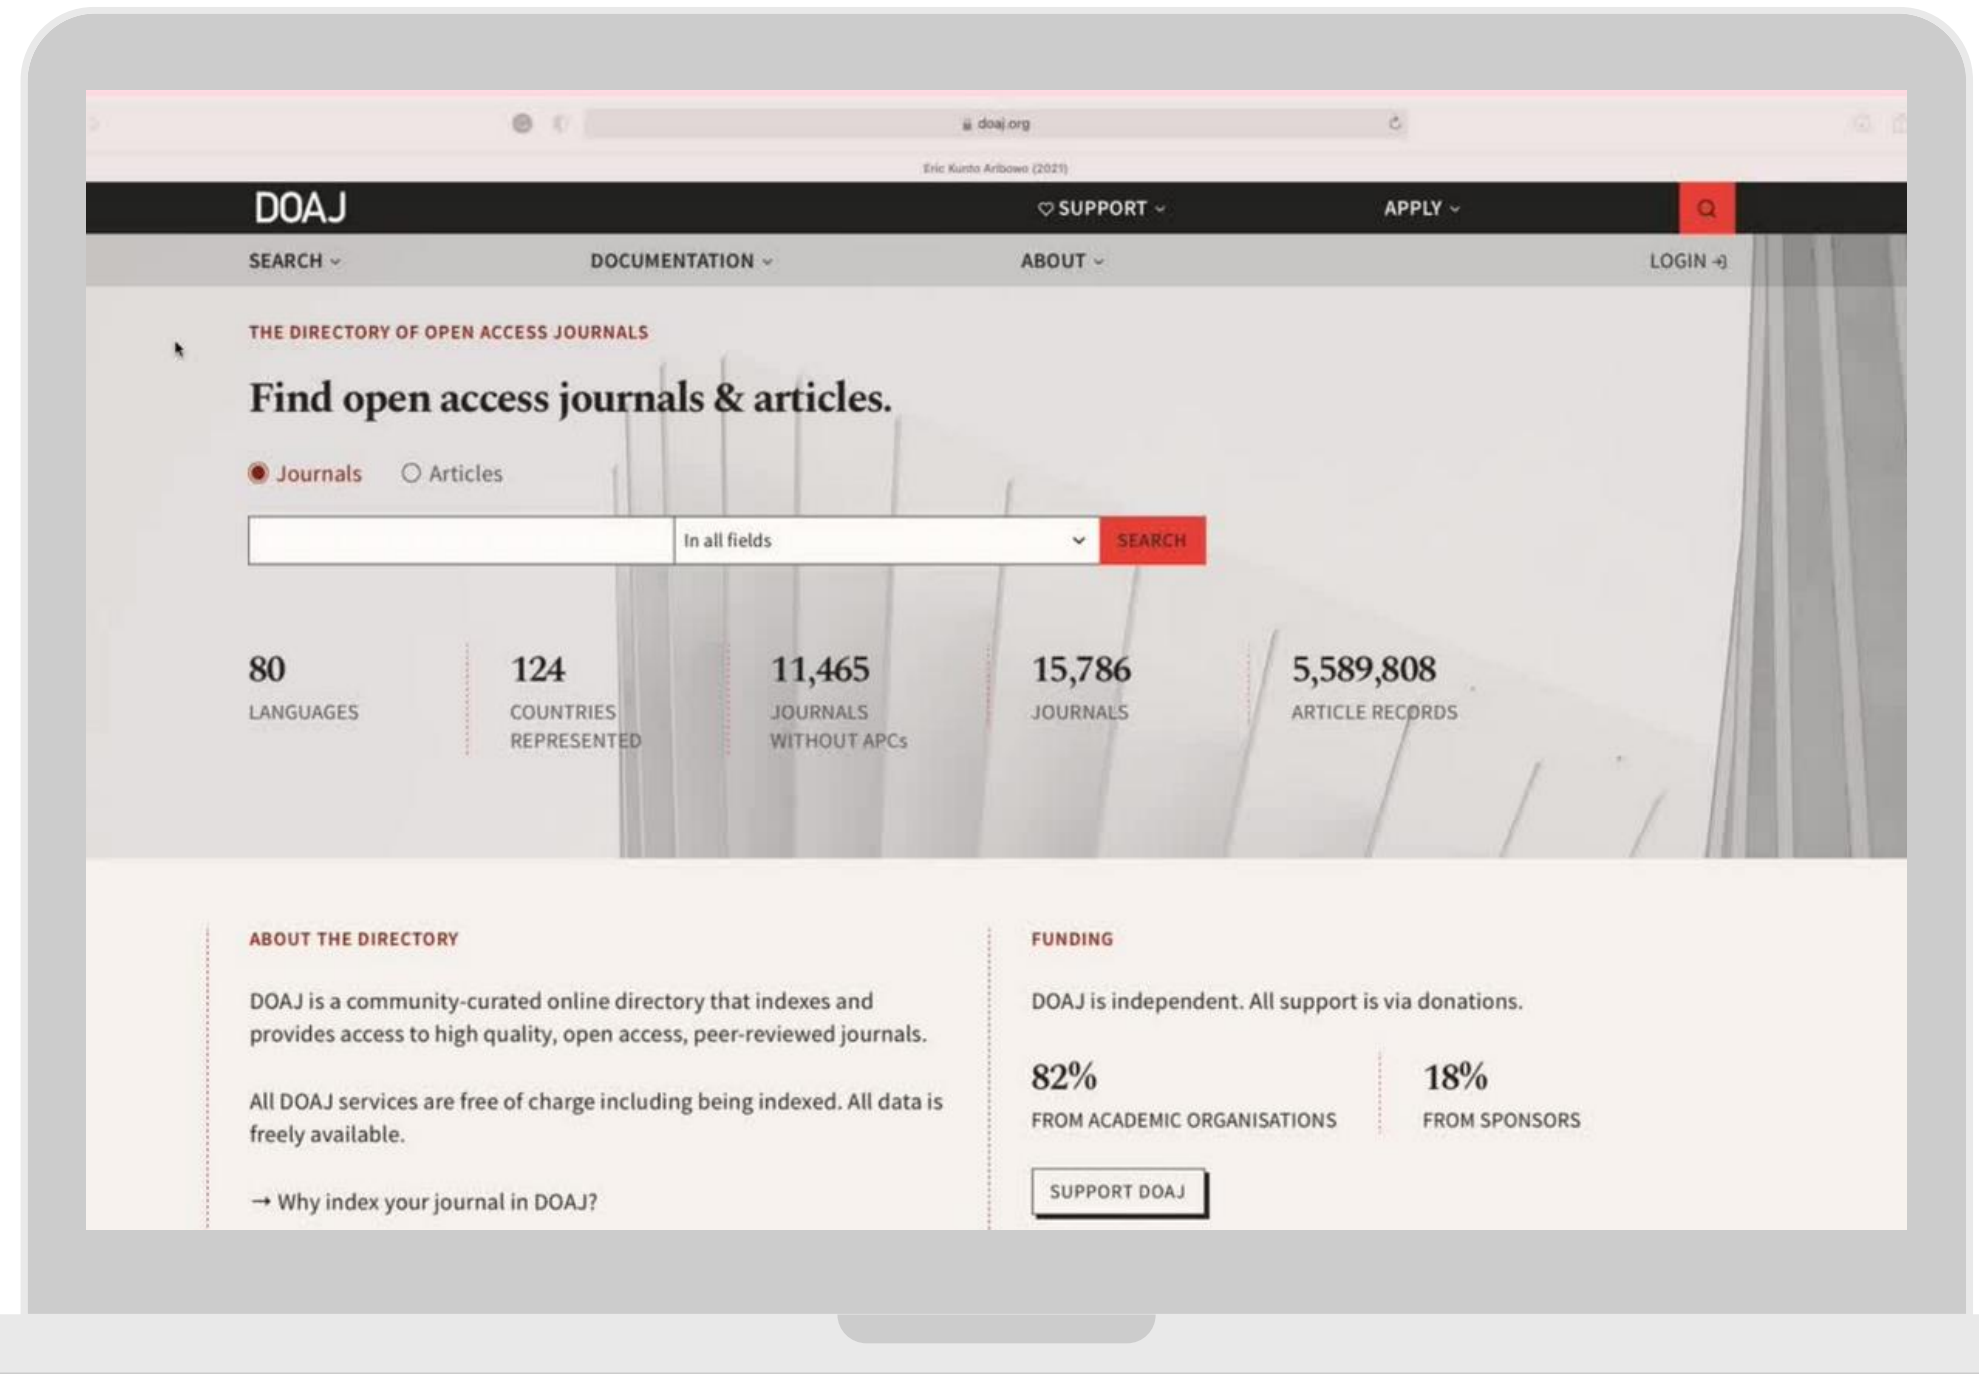 doaj.org
Eric Kunto Aribowo (2021)
DOAJ
SUPPORT
APPLY
SEARCH
DOCUMENTATION
ABOUT
LOGIN
THE DIRECTORY OF OPEN ACCESS JOURNALS
Find open access journals & articles.
Journals
Articles
In all fields
SEARCH
80
LANGUAGES
124
COUNTRIES
REPRESENTED
11,465
JOURNALS
WITHOUT APCs
15,786
JOURNALS
5,589,808
ARTICLE RECORDS
ABOUT THE DIRECTORY
DOAJ is a community-curated online directory that indexes and
provides access to high quality, open access, peer-reviewed journals.
All DOAJ services are free of charge including being indexed. All data is
freely available.
→ Why index your journal in DOAJ?
FUNDING
DOAJ is independent. All support is via donations.
82%
FROM ACADEMIC ORGANISATIONS
18%
FROM SPONSORS
SUPPORT DOAJ